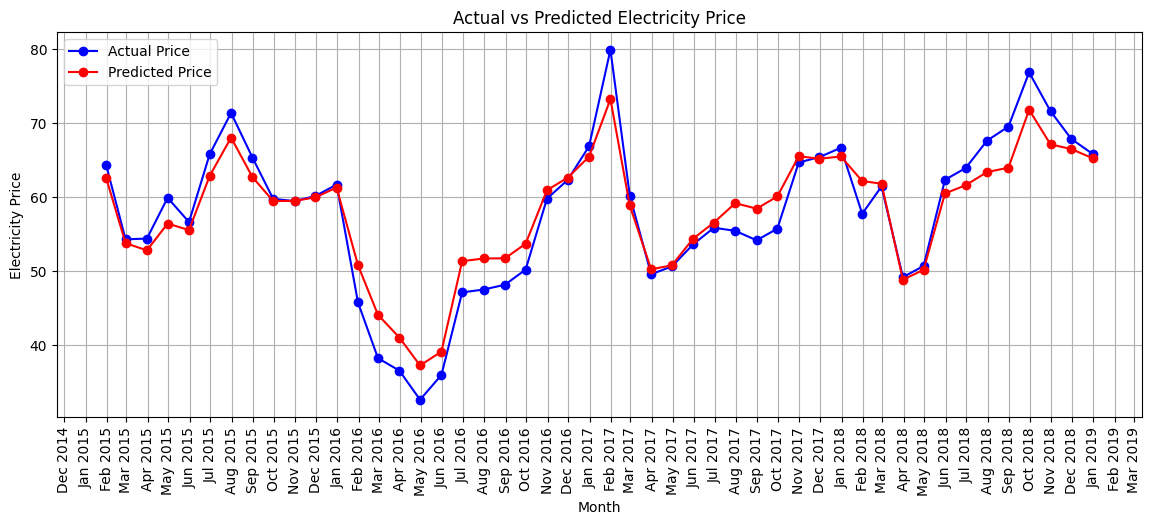 Actual vs Predicted Electricity Price
Actual Price
Predicted Price
Electricity Price
80
70
60
50
40
Dec 2014
Jan 2015
Feb 2015
Mar 2015
Apr 2015
May 2015
Jun 2015
Jul 2015
Aug 2015
Sep 2015
Oct 2015
Nov 2015
Dec 2015
Jan 2016
Feb 2016
Mar 2016
Apr 2016
May 2016
Jun 2016
Jul 2016
Aug 2016
Sep 2016
Oct 2016
Nov 2016
Dec 2016
Jan 2017
Feb 2017
Mar 2017
Apr 2017
May 2017
Jun 2017
Jul 2017
Aug 2017
Sep 2017
Oct 2017
Nov 2017
Dec 2017
Jan 2018
Feb 2018
Mar 2018
Apr 2018
May 2018
Jun 2018
Jul 2018
Aug 2018
Sep 2018
Oct 2018
Nov 2018
Dec 2018
Jan 2019
Feb 2019
Mar 2019
Month